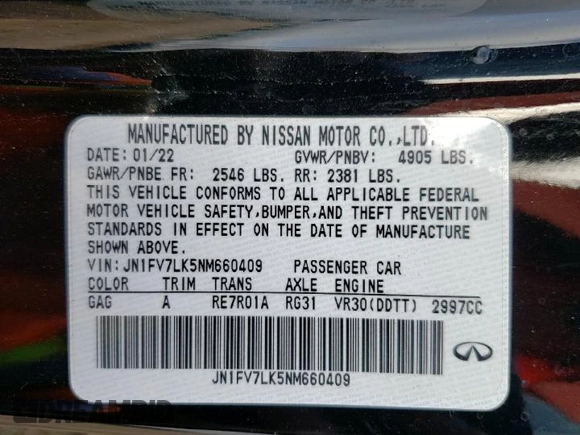 MANUFACTURED BY NISSAN MOTOR CO.,LTD.
DATE: 01/22 GVWR/PNBV: 4905 LBS.
GAWR/PNBE FR: 2546 LBS. RR: 2381 LBS.
THIS VEHICLE CONFORMS TO ALL APPLICABLE FEDERAL
MOTOR VEHICLE SAFETY,BUMPER,AND THEFT PREVENTION
STANDARDS IN EFFECT ON THE DATE OF MANUFACTURE
SHOWN ABOVE.
VIN:JN1FV7LK5NM660409 PASSENGER CAR
COLOR TRIM TRANS AXLE ENGINE
GAG A RE7R01A RG31 VR30(DDTT) 2997CC
JN1FV7LK5NM660409
DREAMBID